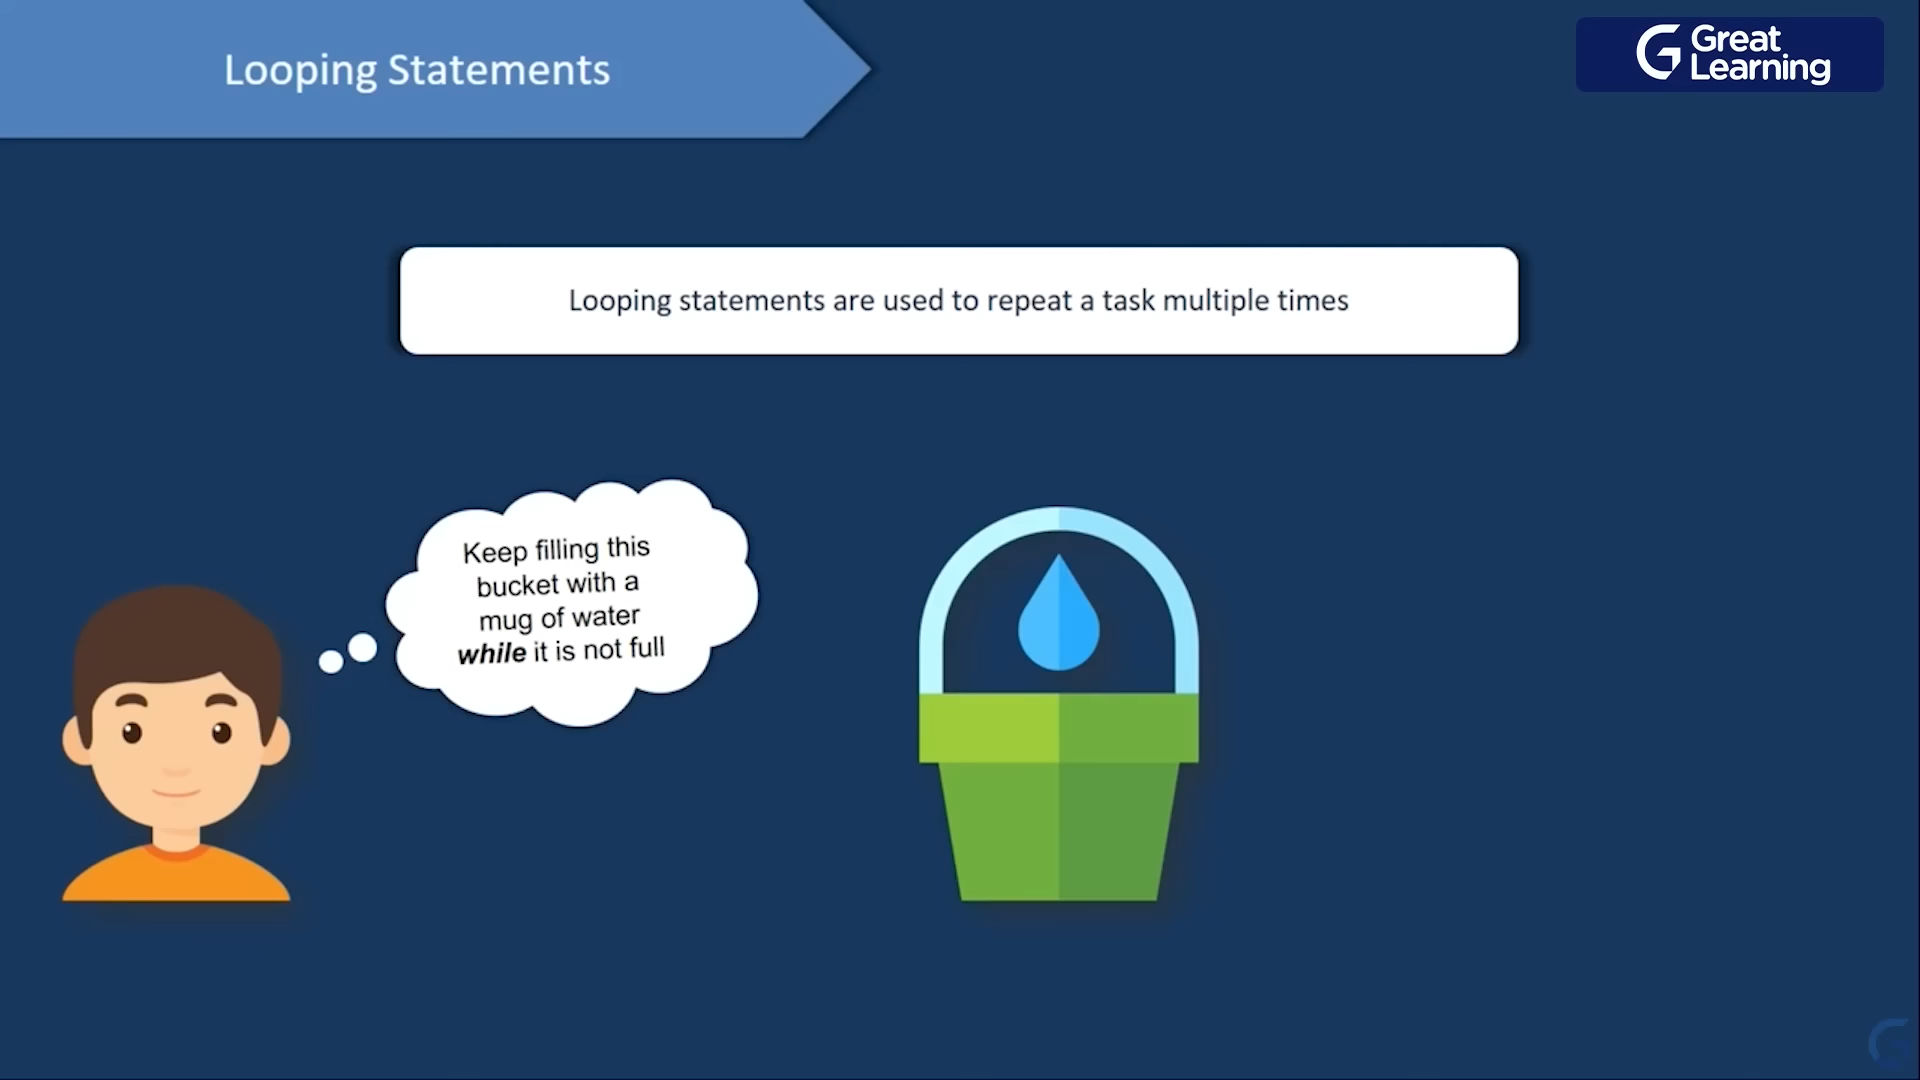 Looping Statements
Great
Learning
Looping statements are used to repeat a task multiple times
Keep filling this
bucket with a
mug of water
while it is not full